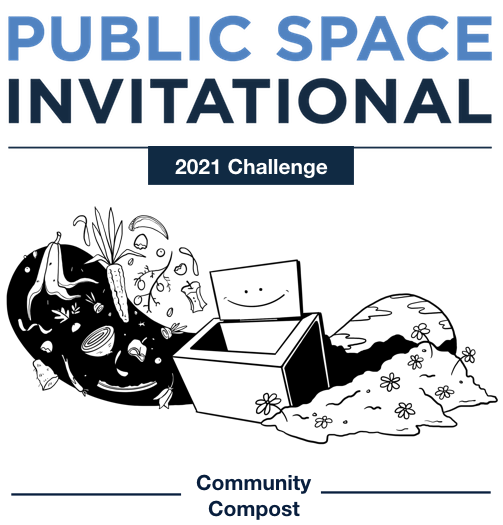 PUBLIC SPACE
INVITATIONAL
2021 Challenge
Community
Compost